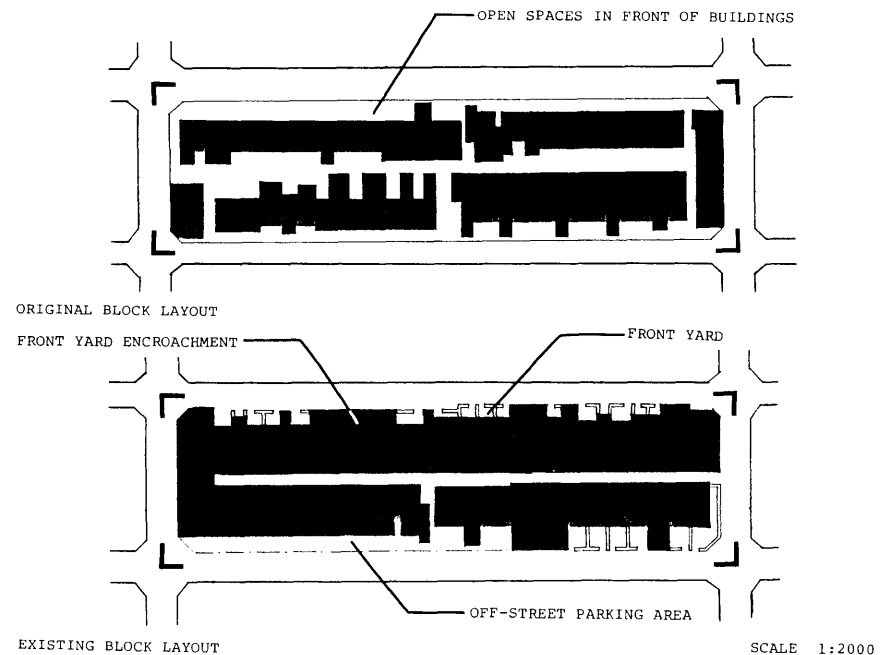 OPEN SPACES IN FRONT OF BUILDINGS
ORIGINAL BLOCK LAYOUT
FRONT YARD ENCROACHMENT
FRONT YARD
OFF-STREET PARKING AREA
EXISTING BLOCK LAYOUT
SCALE 1:2000